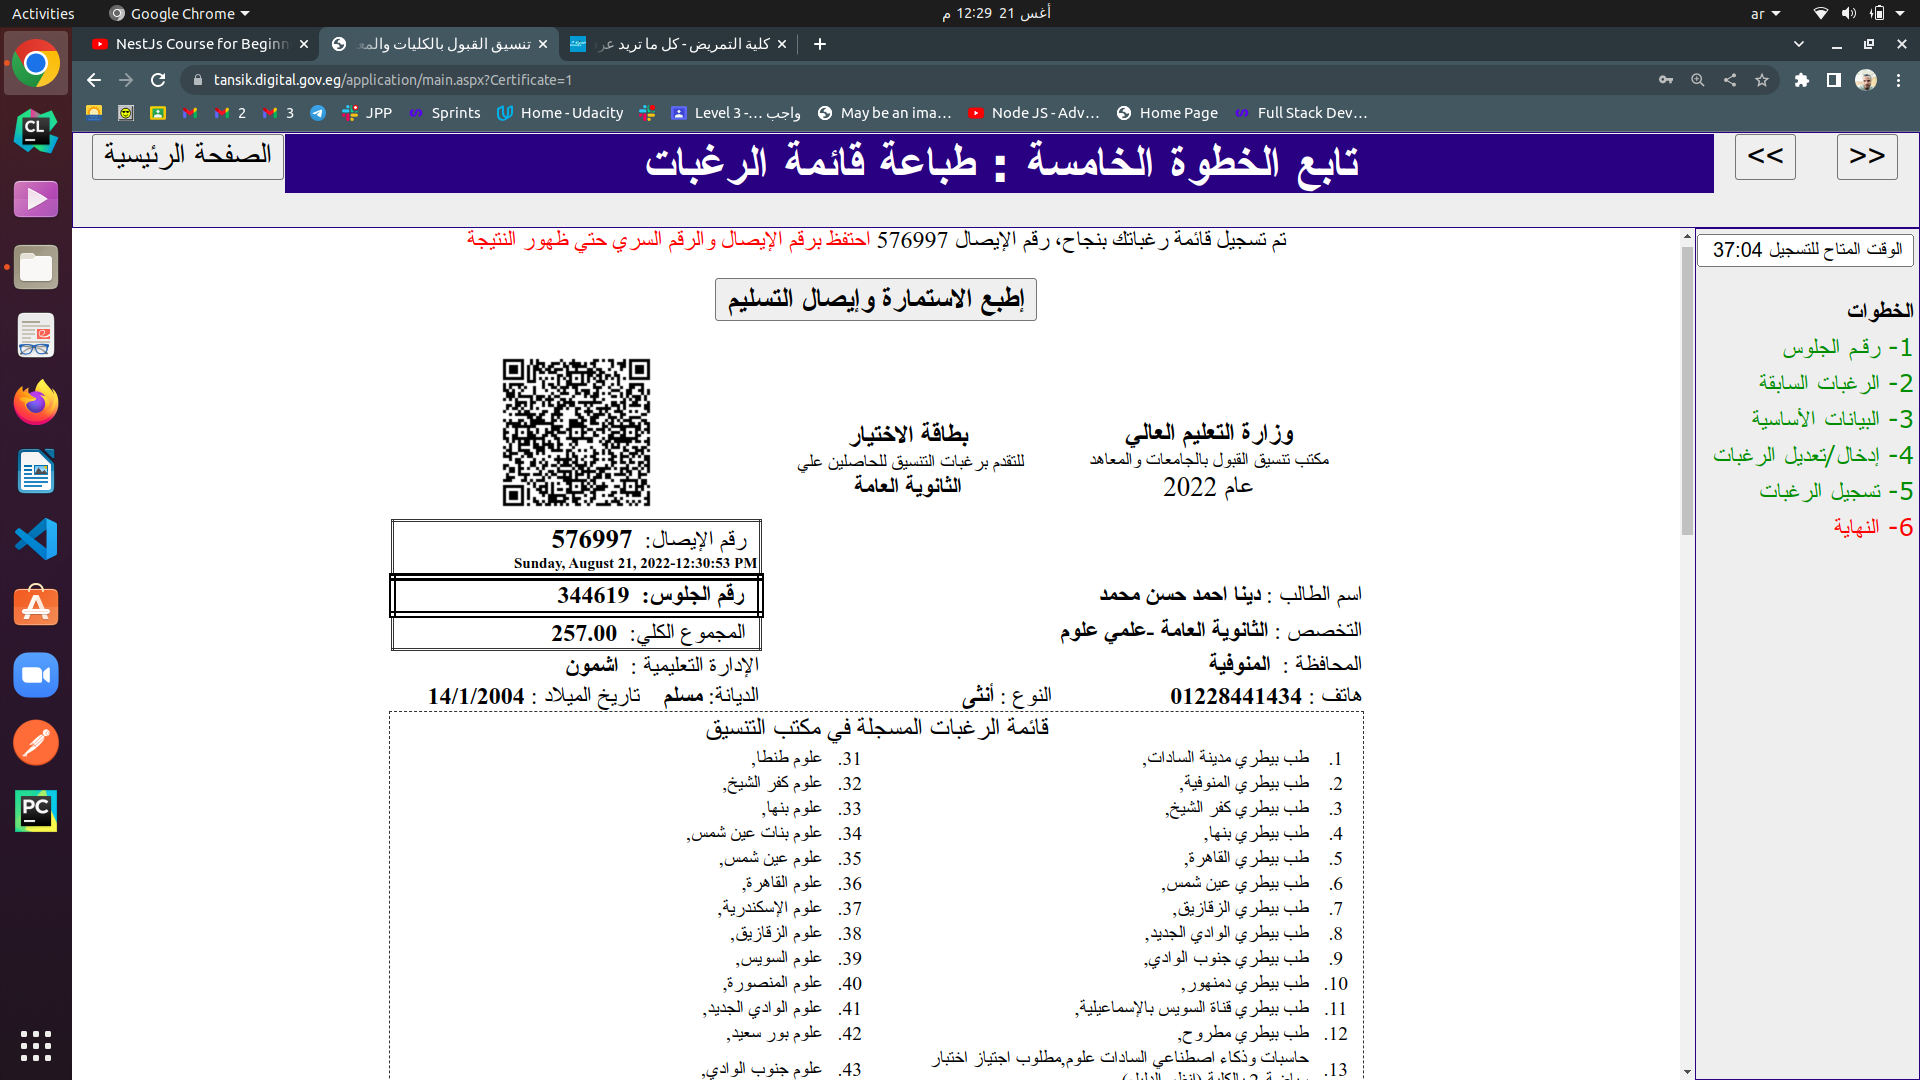 Activities
Google Chrome
أغس 21 12:29 م
ar
NestJs Course for Beginn
تنسيق القبول بالكليات والمع
كلية التمريض - كل ما تريد عر
tansik.digital.gov.eg/application/main.aspx?Certificate=1
2
3
JPP
Sprints
Home - Udacity
Level 3 -... واجب
May be an ima...
Node JS - Adv...
Home Page
Full Stack Dev...
الصفحة الرئيسية
تابع الخطوة الخامسة : طباعة قائمة الرغبات
<<
>>
تم تسجيل قائمة رغباتك بنجاح، رقم الإيصال 576997 احتفظ برقم الإيصال والرقم السري حتي ظهور النتيجة
إطبع الاستمارة وإيصال التسليم
الوقت المتاح للتسجيل 37:04
الخطوات
1- رقم الجلوس
2- الرغبات السابقة
3- البيانات الأساسية
4- إدخال/تعديل الرغبات
5- تسجيل الرغبات
6- النهاية
وزارة التعليم العالي
مكتب تنسيق القبول بالجامعات والمعاهد
عام 2022
بطاقة الاختيار
للتقدم برغبات التنسيق للحاصلين علي
الثانوية العامة
رقم الإيصال: 576997
Sunday, August 21, 2022-12:30:53 PM
رقم الجلوس: 344619
المجموع الكلي: 257.00
اسم الطالب : دينا احمد حسن محمد
التخصص : الثانوية العامة -علمي علوم
المحافظة : المنوفية
الإدارة التعليمية : اشمون
هاتف : 01228441434
النوع : أنثى
الديانة: مسلم
تاريخ الميلاد : 14/1/2004
قائمة الرغبات المسجلة في مكتب التنسيق
1. طب بيطري مدينة السادات,
2. طب بيطري المنوفية,
3. طب بيطري كفر الشيخ,
4. طب بيطري بنها,
5. طب بيطري القاهرة,
6. طب بيطري عين شمس,
7. طب بيطري الزقازيق,
8. طب بيطري الوادي الجديد,
9. طب بيطري جنوب الوادي,
10. طب بيطري دمنهور,
11. طب بيطري قناة السويس بالإسماعيلية,
12. طب بيطري مطروح,
13. حاسبات وذكاء اصطناعي السادات علوم,مطلوب اجتياز اختبار
31. علوم طنطا,
32. علوم كفر الشيخ,
33. علوم بنها,
34. علوم بنات عين شمس,
35. علوم عين شمس,
36. علوم القاهرة,
37. علوم الإسكندرية,
38. علوم الزقازيق,
39. علوم السويس,
40. علوم المنصورة,
41. علوم الوادي الجديد,
42. علوم بور سعيد,
43. علوم جنوب الوادي,
CL
PC